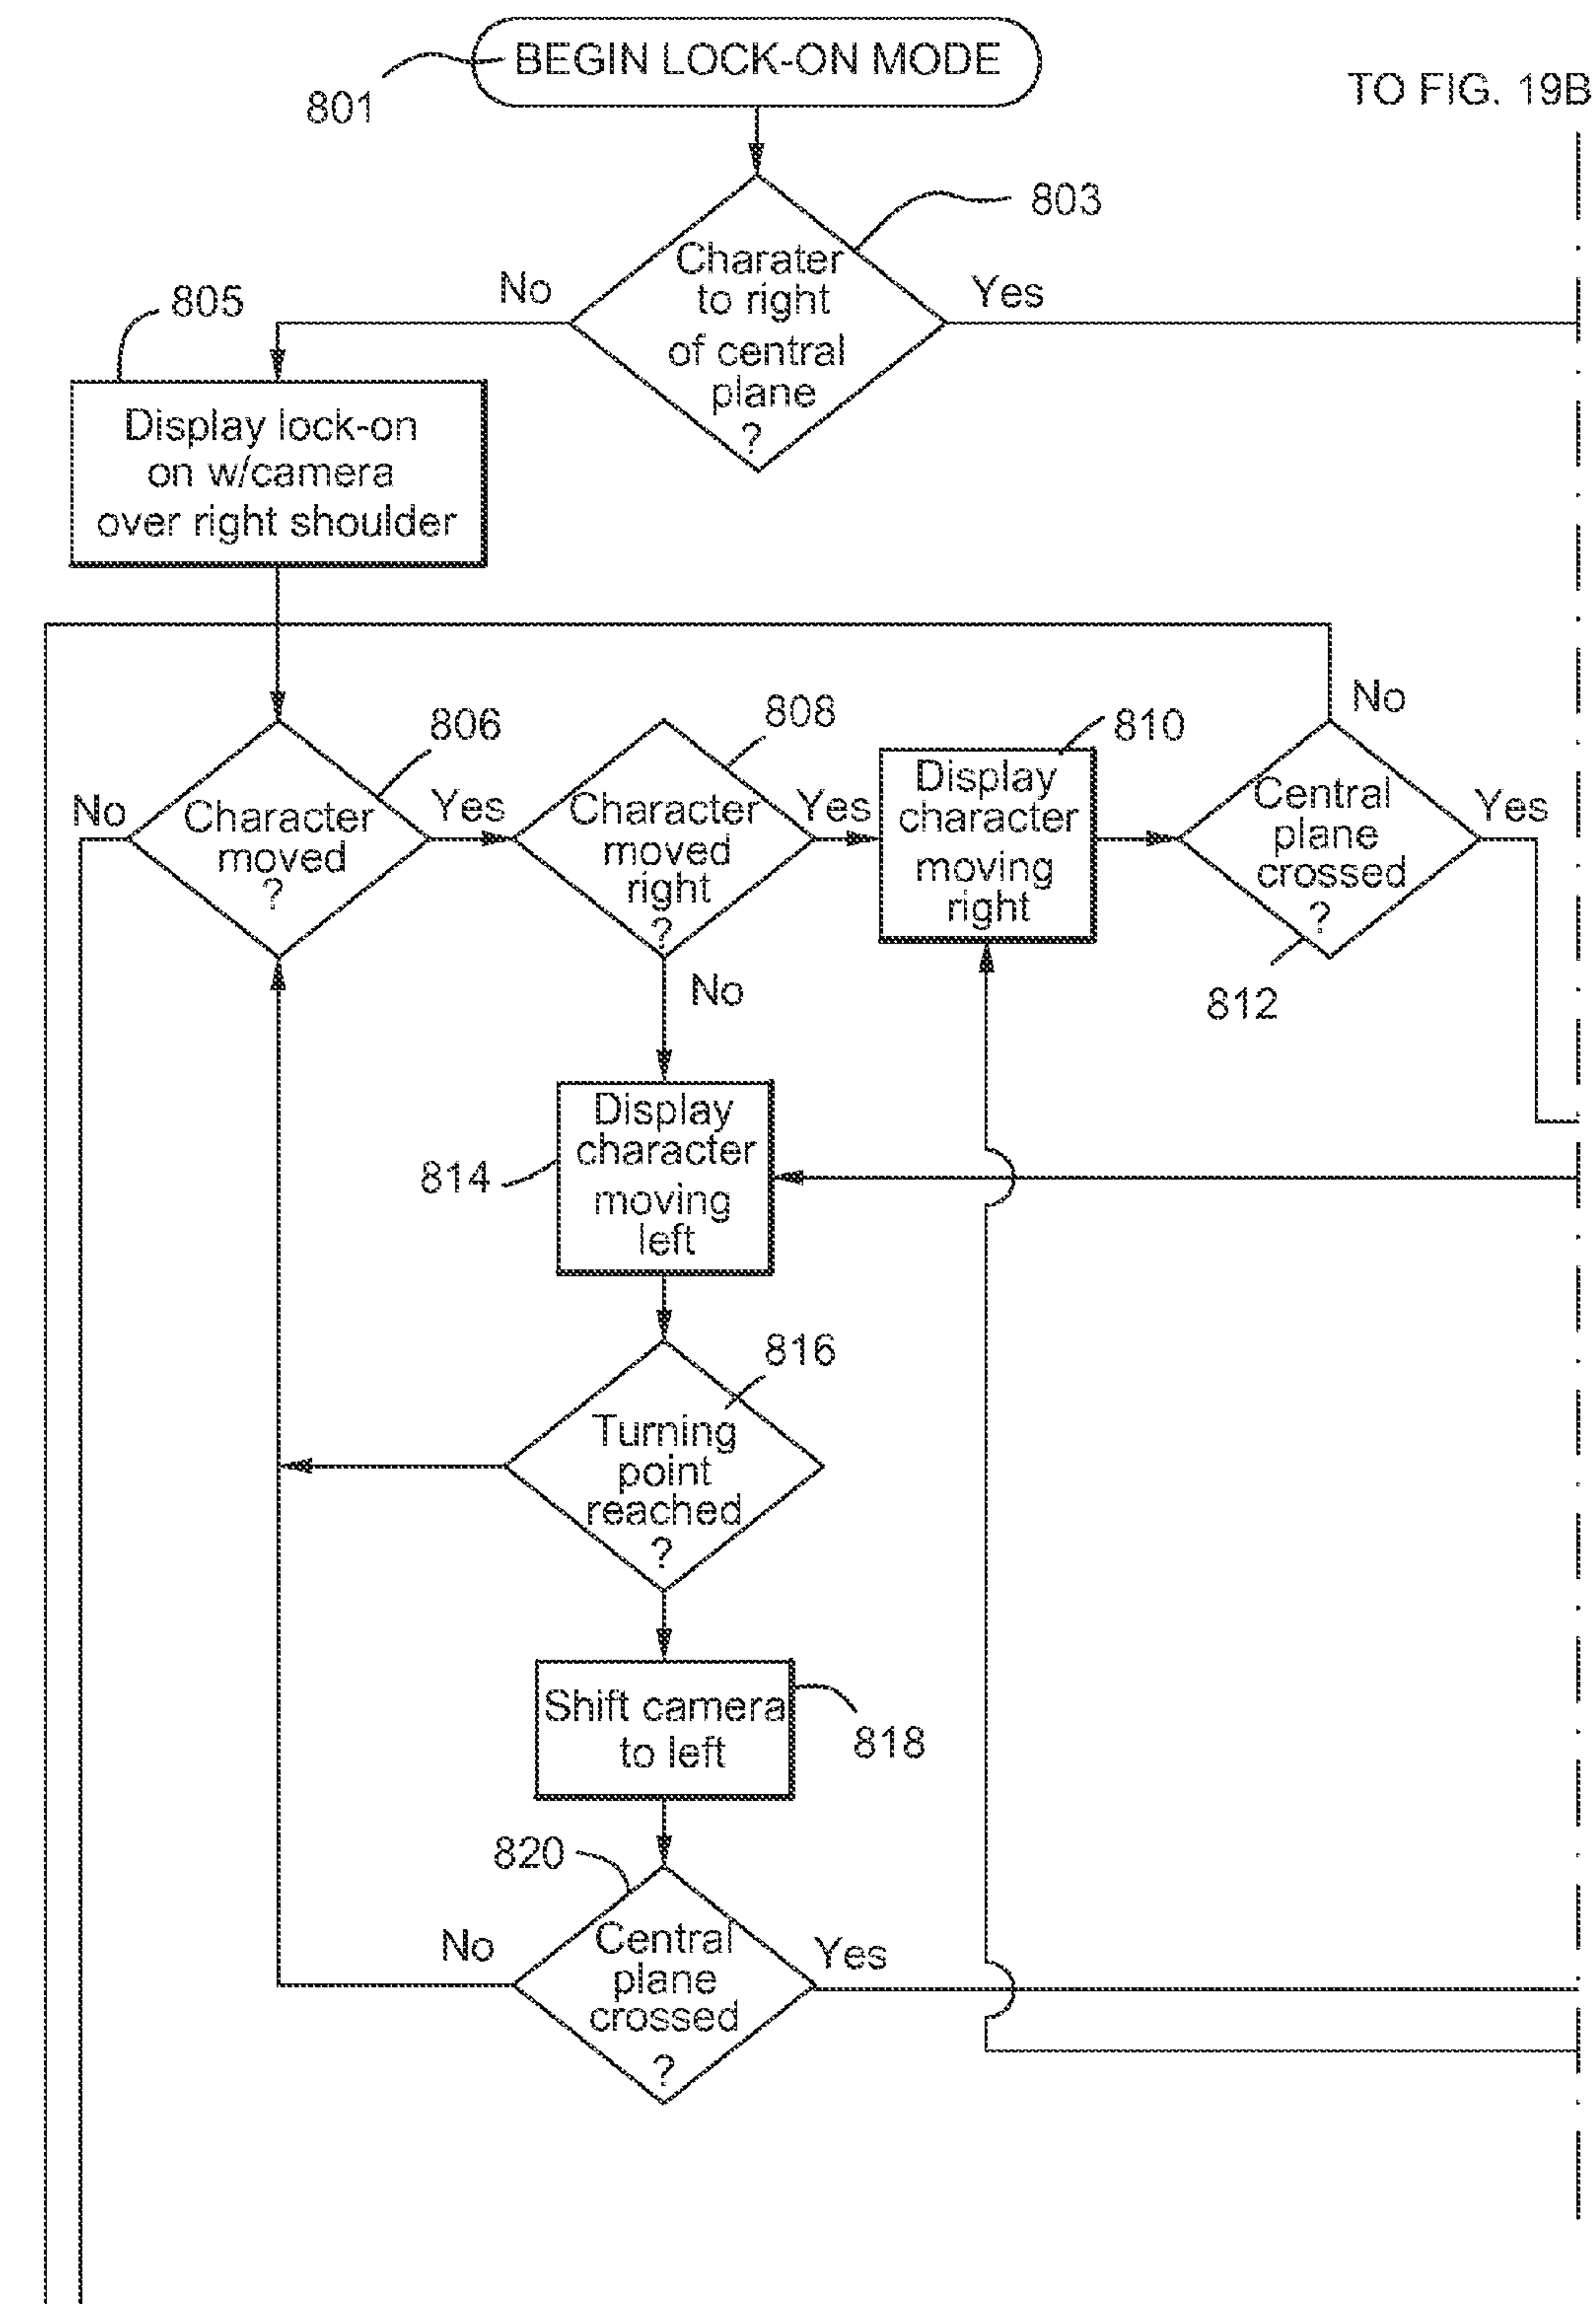 BEGIN LOCK-ON MODE
801
TO FIG. 19B
803
Charater
to right
of central
plane
?
No
Yes
805
Display lock-on
on w/camera
over right shoulder
806
Character
moved
?
No
Yes
808
Character
moved
right
?
Yes
No
810
Display
character
moving
right
Central
plane
crossed
?
No
Yes
812
Display
character
moving
left
814
816
Turning
point
reached
?
Shift camera
to left
818
820
Central
plane
crossed
?
No
Yes